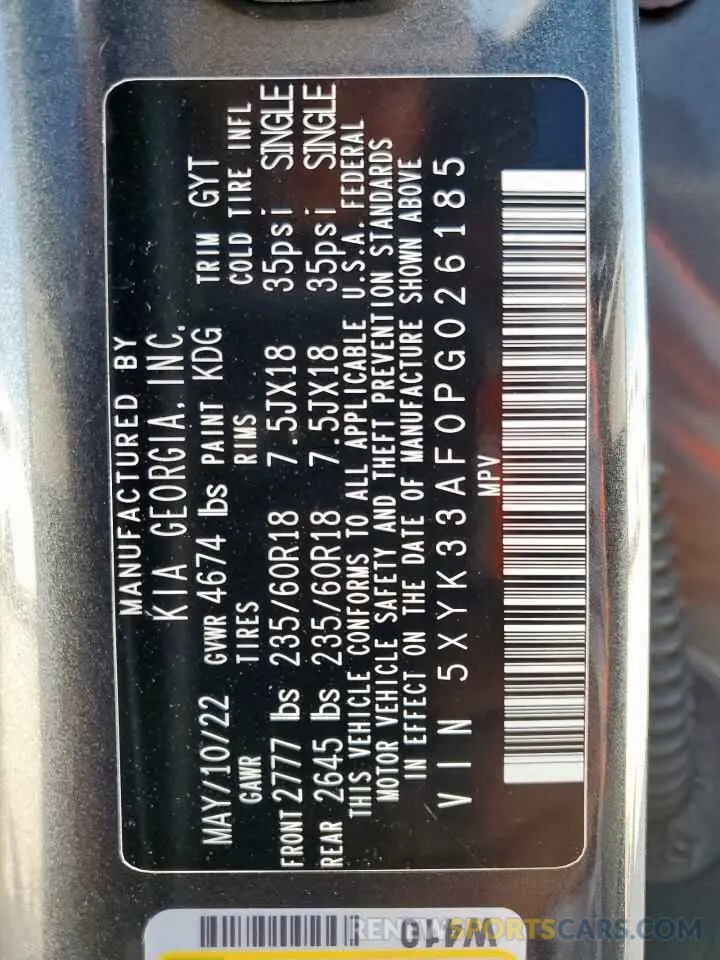 MANUFACTURED BY
KIA GEORGIA. INC.
MAY/10/22 GVWR 4674 lbs PAINT KDG TRIM GYT
GAWR TIRES RIMS COLD TIRE INFL
FRONT 2777 lbs 235/60R18 7.5JX18 35psi SINGLE
REAR 2645 lbs 235/60R18 7.5JX18 35psi SINGLE
THIS VEHICLE CONFORMS TO ALL APPLICABLE U.S.A. FEDERAL
MOTOR VEHICLE SAFETY AND THEFT PREVENTION STANDARDS
IN EFFECT ON THE DATE OF MANUFACTURE SHOWN ABOVE
VIN 5XYK33AF0PG026185
MPV
W410
RENEWSPORTSCARS.COM